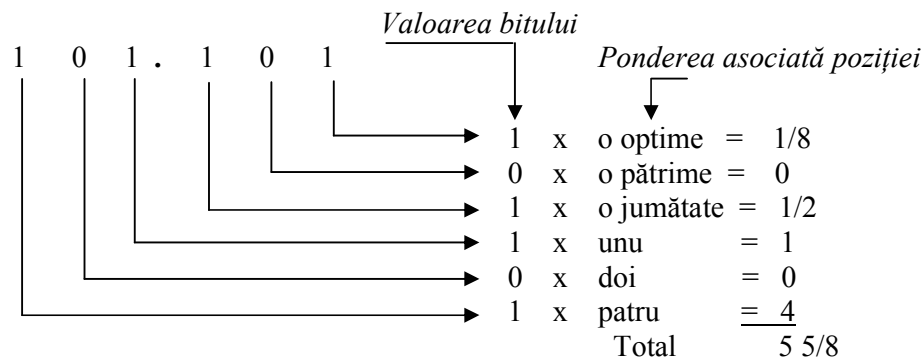 Valoarea bitului
1 0 1 . 1 0 1 Ponderea asociată poziției
1 x o optime = 1/8
0 x o pătrime = 0
1 x o jumătate = 1/2
1 x unu = 1
0 x doi = 0
1 x patru = 4
Total 5 5/8